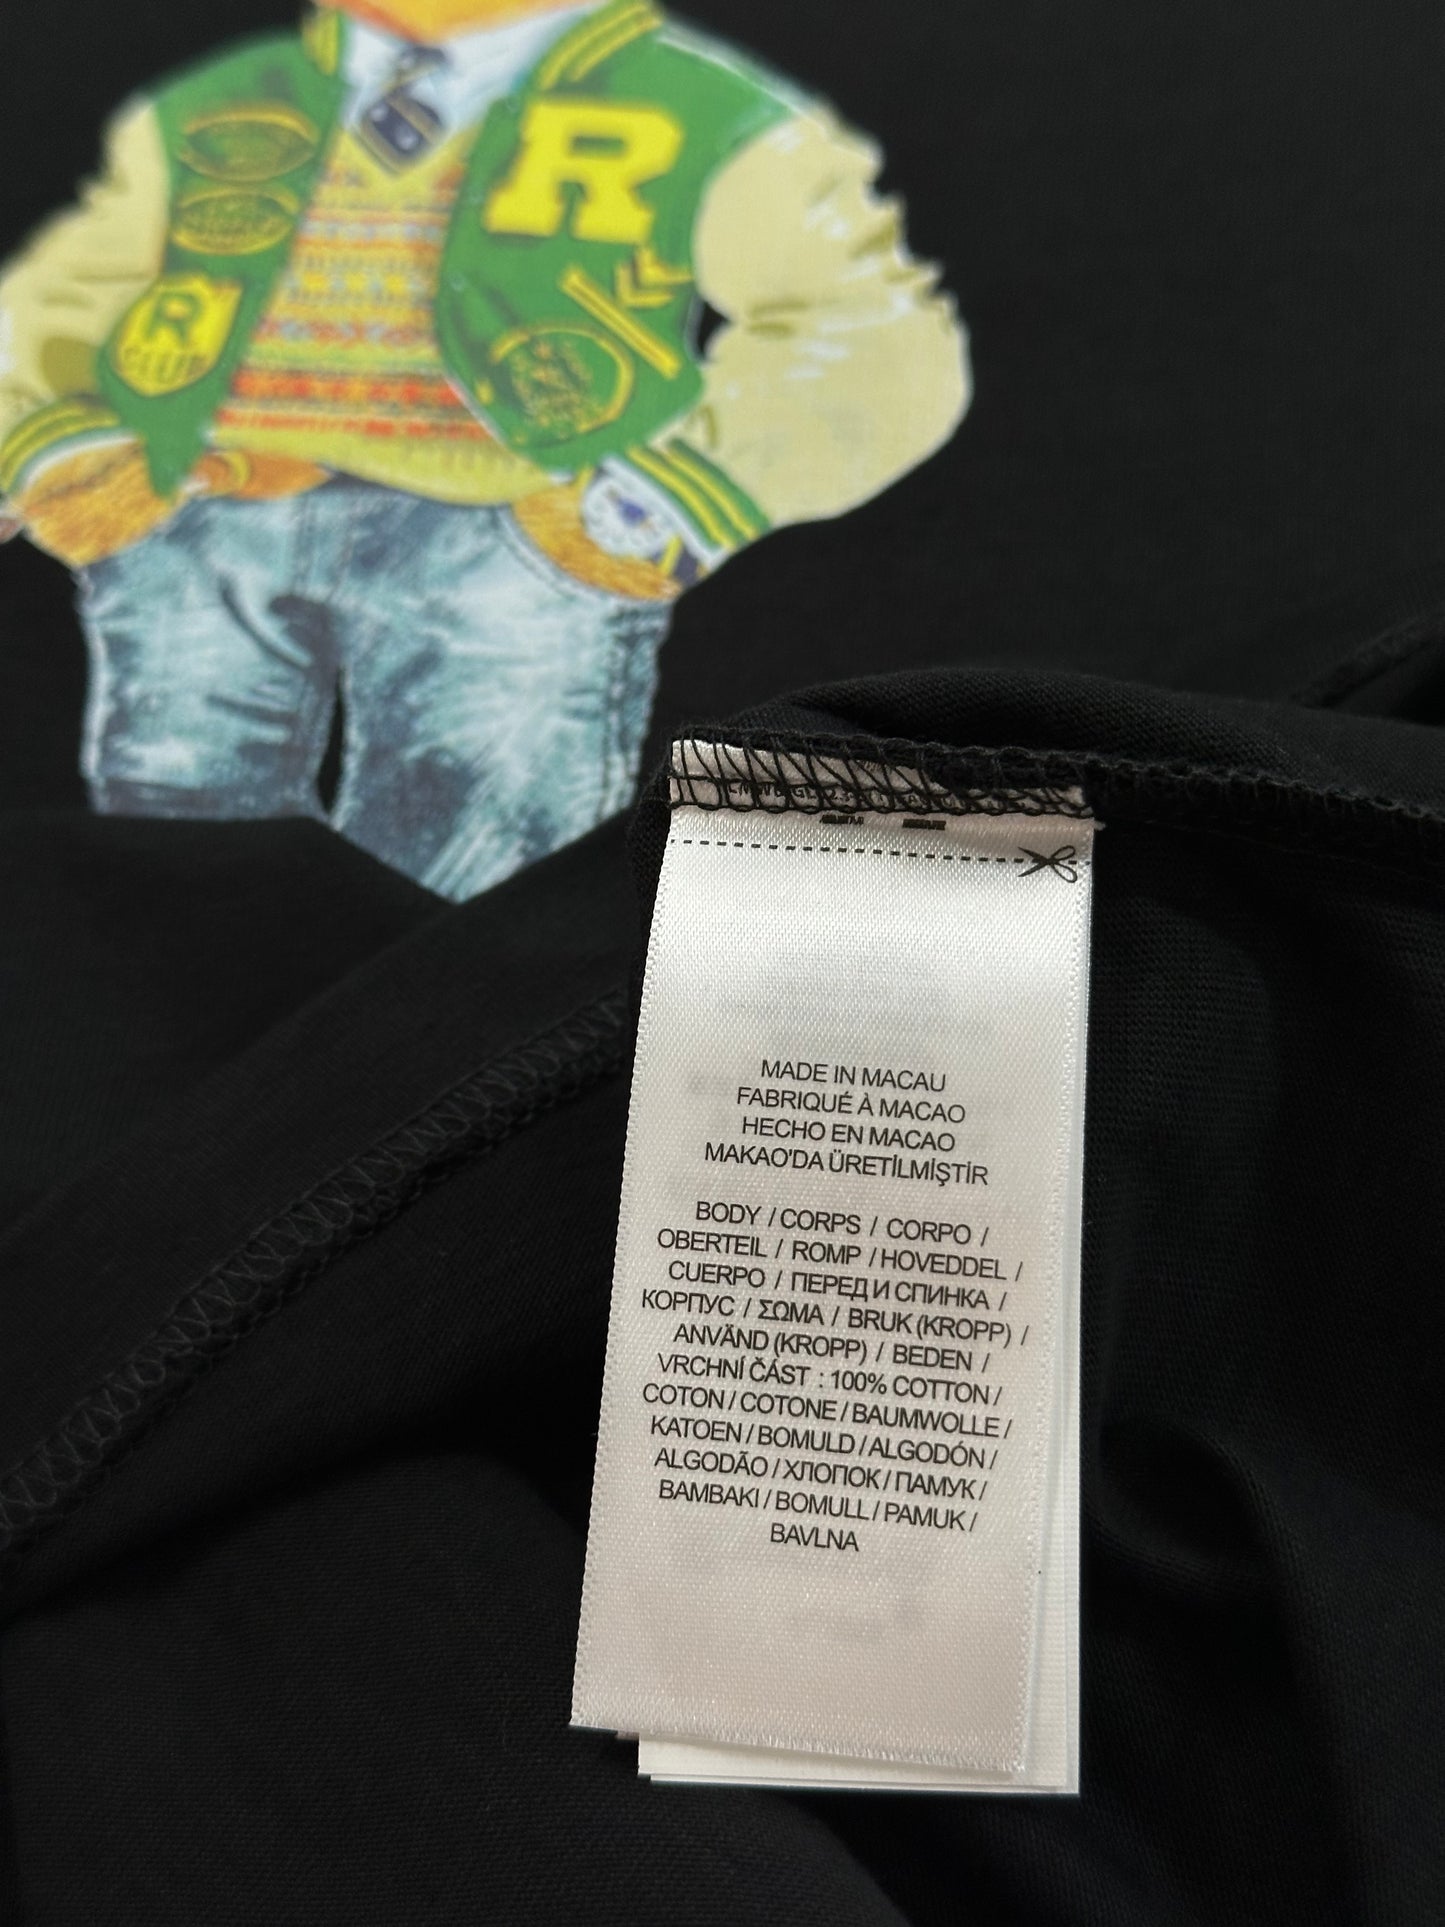 R
R
CLUB
MADE IN MACAU
FABRIQUÉ À MACAO
HECHO EN MACAO
MAKAO'DA ÜRETİLMİŞTİR
BODY / CORPS / CORPO /
OBERTEIL / ROMP / HOVEDDEL /
CUERPO / ПЕРЕД И СПИНКА /
КОРПУС / ΣΩΜΑ / BRUK (KROPP) /
ANVÄND (KROPP) / BEDEN /
VRCHNÍ ČÁST : 100% COTTON /
COTON / COTONE / BAUMWOLLE /
KATOEN / BOMULD / ALGODÓN /
ALGODÃO / ХЛОПОК / ПАМУК /
BAMBAKI / BOMULL / PAMUK /
BAVLNA